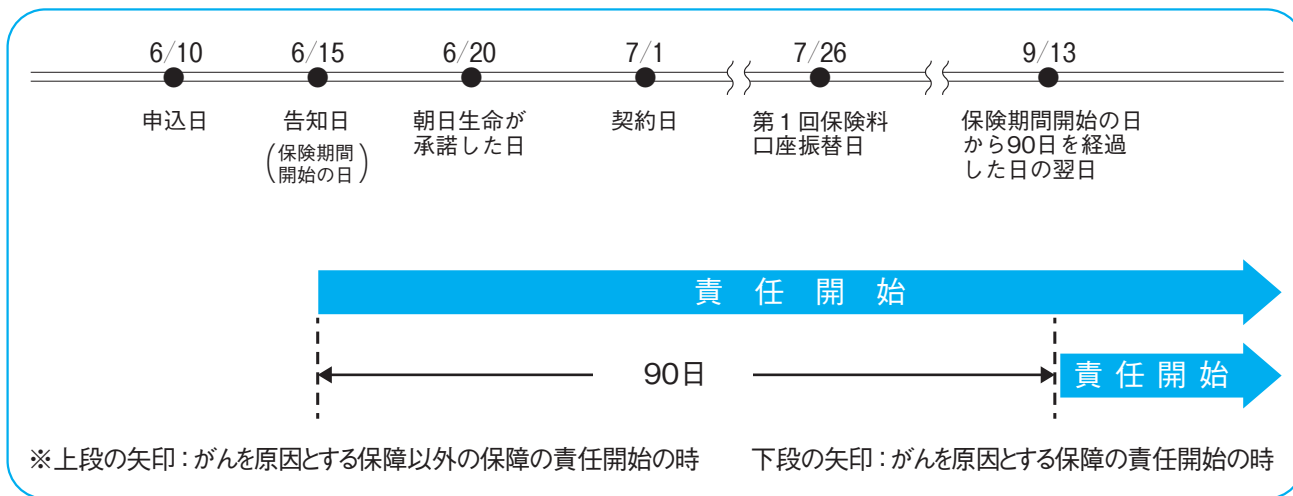 6/10
6/15
6/20
7/1
7/26
9/13
申込日
告知日
(保険期間
開始の日)
朝日生命が
承諾した日
契約日
第1回保険料
口座振替日
保険期間開始の日
から90日を経過
した日の翌日
責任開始
90日
責任開始
※上段の矢印：がんを原因とする保障以外の保障の責任開始の時
下段の矢印：がんを原因とする保障の責任開始の時